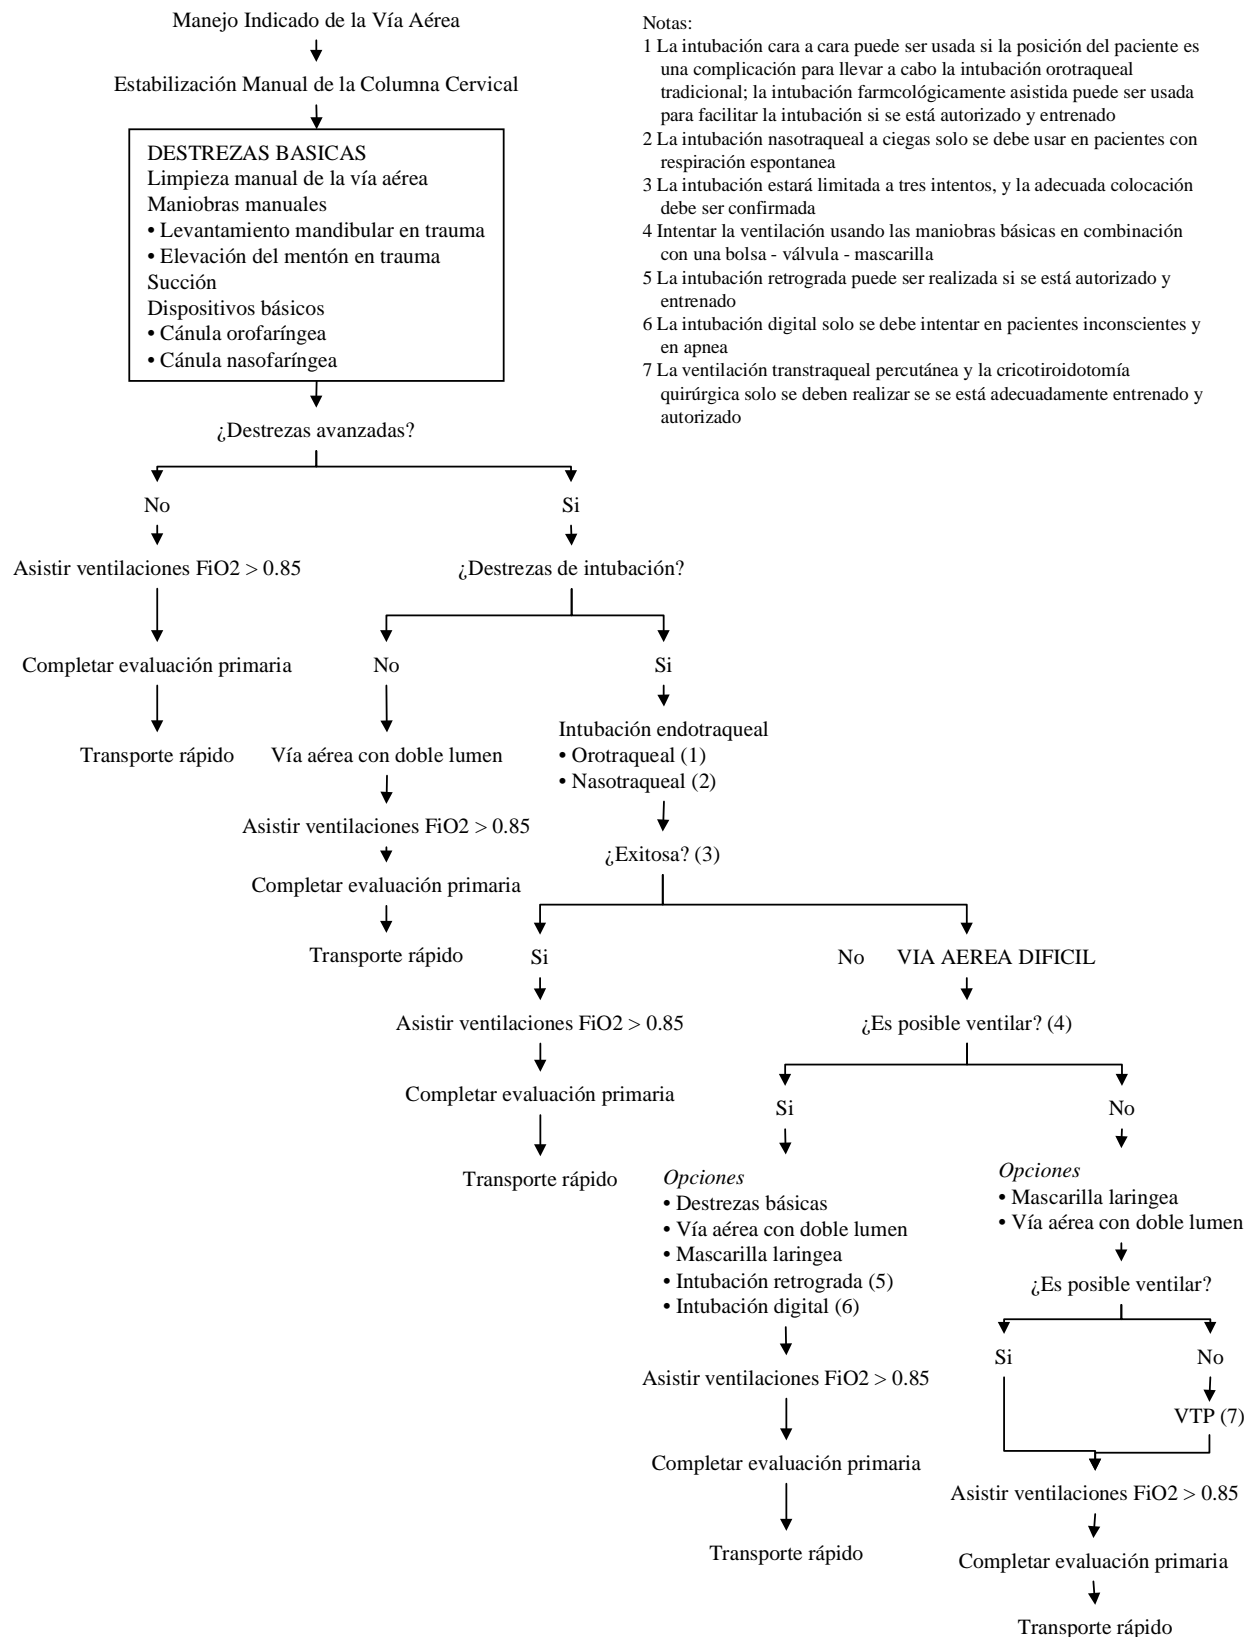 Manejo Indicado de la Vía Aérea
Estabilización Manual de la Columna Cervical
DESTREZAS BASICAS
Limpieza manual de la vía aérea
Maniobras manuales
• Levantamiento mandibular en trauma
• Elevación del mentón en trauma
Succión
Dispositivos básicos
• Cánula orofaríngea
• Cánula nasofaríngea
Notas:
1 La intubación cara a cara puede ser usada si la posición del paciente es
una complicación para llevar a cabo la intubación orotraqueal
tradicional; la intubación farmcológicamente asistida puede ser usada
para facilitar la intubación si se está autorizado y entrenado
2 La intubación nasotraqueal a ciegas solo se debe usar en pacientes con
respiración espontanea
3 La intubación estará limitada a tres intentos, y la adecuada colocación
debe ser confirmada
4 Intentar la ventilación usando las maniobras básicas en combinación
con una bolsa - válvula - mascarilla
5 La intubación retrograda puede ser realizada si se está autorizado y
entrenado
6 La intubación digital solo se debe intentar en pacientes inconscientes y
en apnea
7 La ventilación transtraqueal percutánea y la cricotiroidotomía
quirúrgica solo se deben realizar se se está adecuadamente entrenado y
autorizado
¿Destrezas avanzadas?
No
Si
Asistir ventilaciones FiO2 > 0.85
¿Destrezas de intubación?
Completar evaluación primaria
No
Si
Transporte rápido
Vía aérea con doble lumen
Intubación endotraqueal
• Orotraqueal (1)
• Nasotraqueal (2)
Asistir ventilaciones FiO2 > 0.85
¿Exitosa? (3)
Completar evaluación primaria
Transporte rápido
Si
No
VIA AEREA DIFICIL
Asistir ventilaciones FiO2 > 0.85
¿Es posible ventilar? (4)
Completar evaluación primaria
Si
No
Transporte rápido
Opciones
• Destrezas básicas
• Vía aérea con doble lumen
• Mascarilla laringea
• Intubación retrograda (5)
• Intubación digital (6)
Opciones
• Mascarilla laringea
• Vía aérea con doble lumen
¿Es posible ventilar?
Si
No
Asistir ventilaciones FiO2 > 0.85
VTP (7)
Completar evaluación primaria
Asistir ventilaciones FiO2 > 0.85
Transporte rápido
Completar evaluación primaria
Transporte rápido